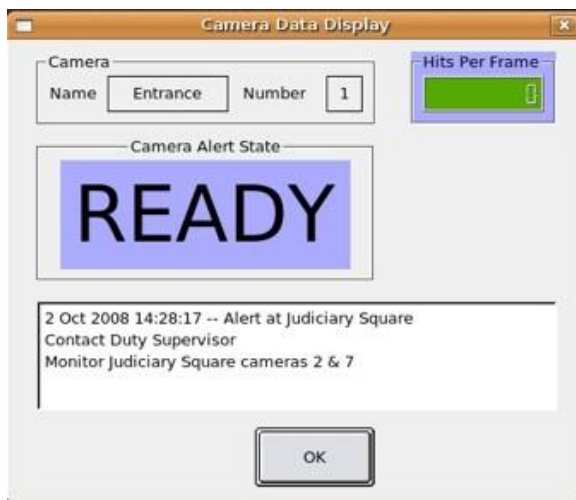 Camera Data Display
Camera
Hits Per Frame
Name Entrance Number 1
0
Camera Alert State
READY
2 Oct 2008 14:28:17 -- Alert at Judiciary Square
Contact Duty Supervisor
Monitor Judiciary Square cameras 2 & 7
OK